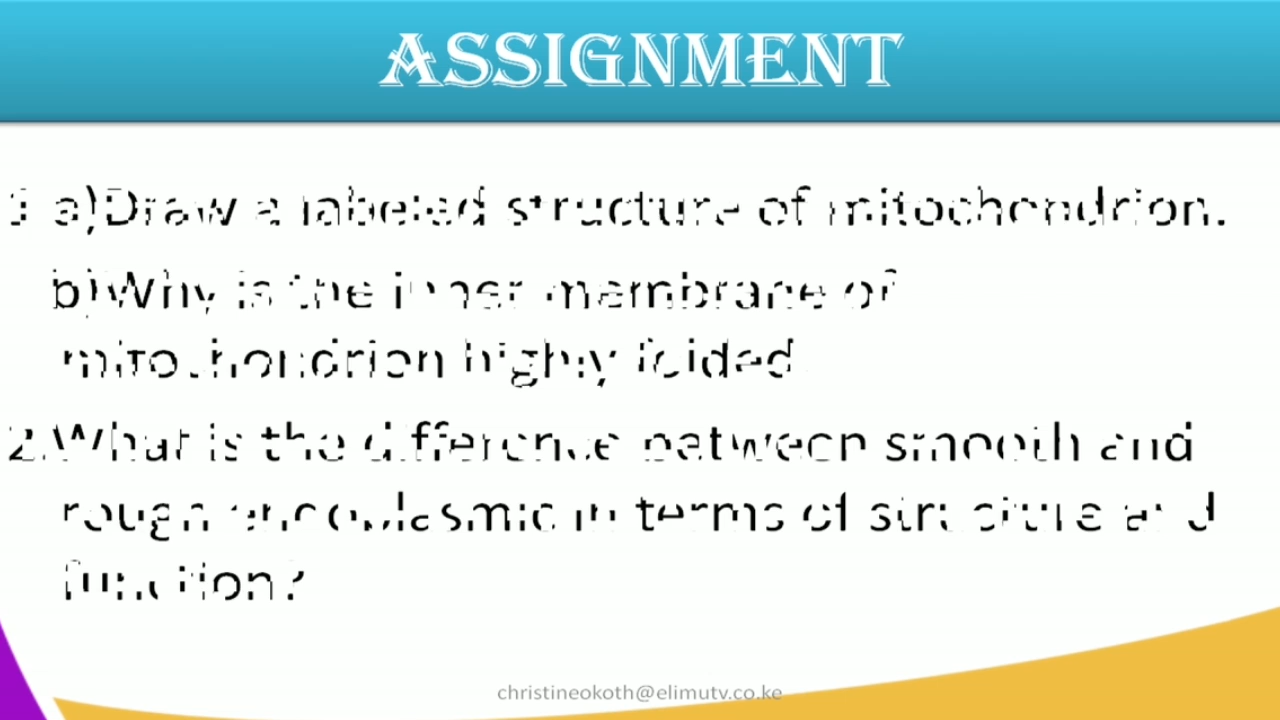 ASSIGNMENT
1 a)Draw a labeled structure of mitochondrion.
b)Why is the inner membrane of
mitochondrion highly folded.
2.What is the difference between smooth and
rough endoplasmic in terms of structure and
function?
christineokoth@elimutv.co.ke